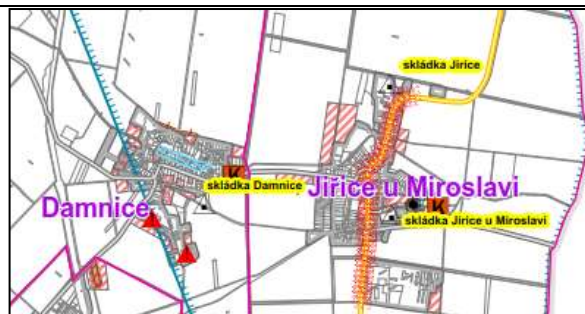 skládka Jiřice
K
skládka Damnice
Jiřice u Miroslavi
Damnice
K
skládka Jiřice u Miroslavi